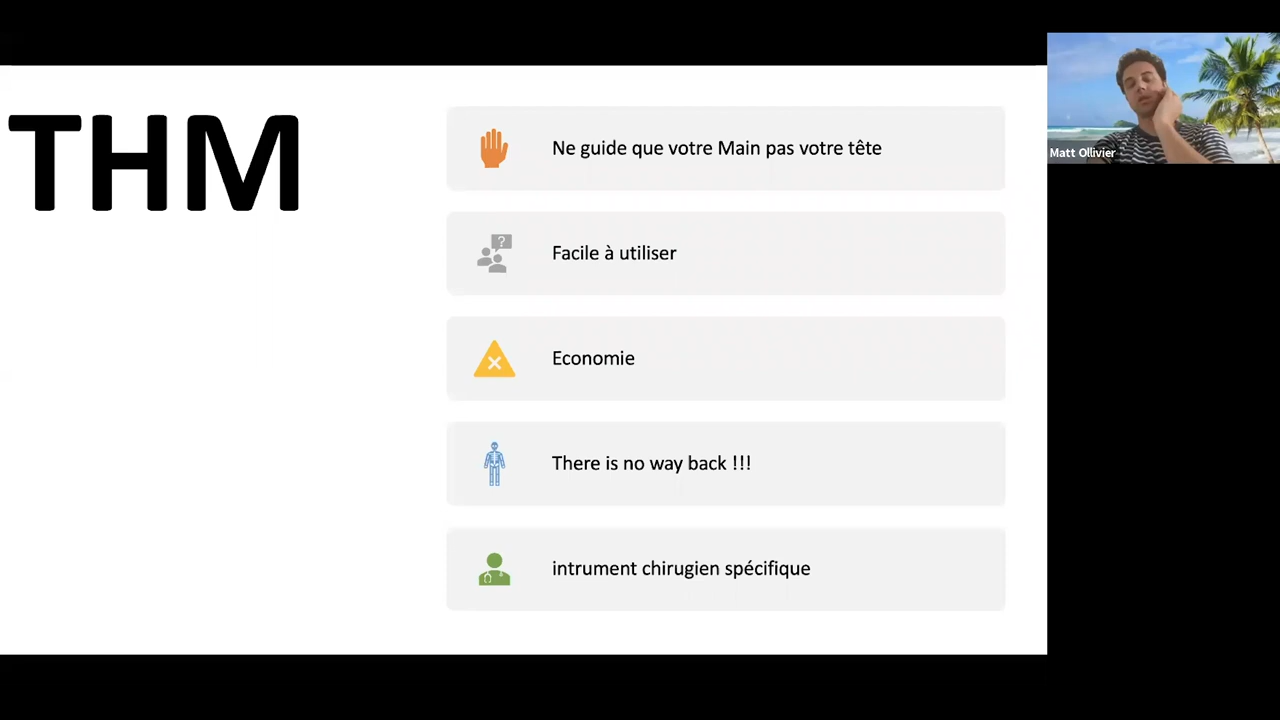 THM
Ne guide que votre Main pas votre tête
?
Facile à utiliser
Economie
There is no way back !!!
intrument chirugien spécifique
Matt Ollivier